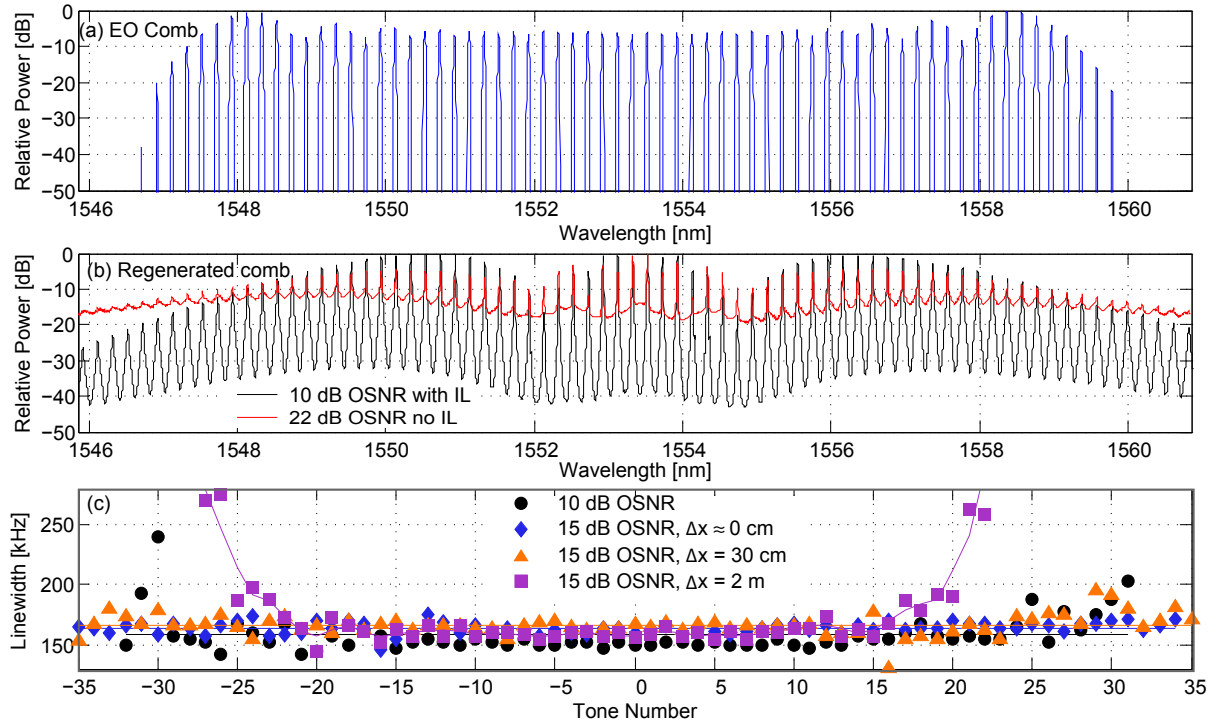 (a) EO Comb
Relative Power [dB]
0
−10
−20
−30
−40
−50
1546 1548 1550 1552 1554 1556 1558 1560
Wavelength [nm]
(b) Regenerated comb
Relative Power [dB]
0
−10
−20
−30
−40
−50
10 dB OSNR with IL
22 dB OSNR no IL
1546 1548 1550 1552 1554 1556 1558 1560
Wavelength [nm]
(c)
Linewidth [kHz]
250
200
150
10 dB OSNR
15 dB OSNR, Δx ≈ 0 cm
15 dB OSNR, Δx = 30 cm
15 dB OSNR, Δx = 2 m
−35 −30 −25 −20 −15 −10 −5 0 5 10 15 20 25 30 35
Tone Number